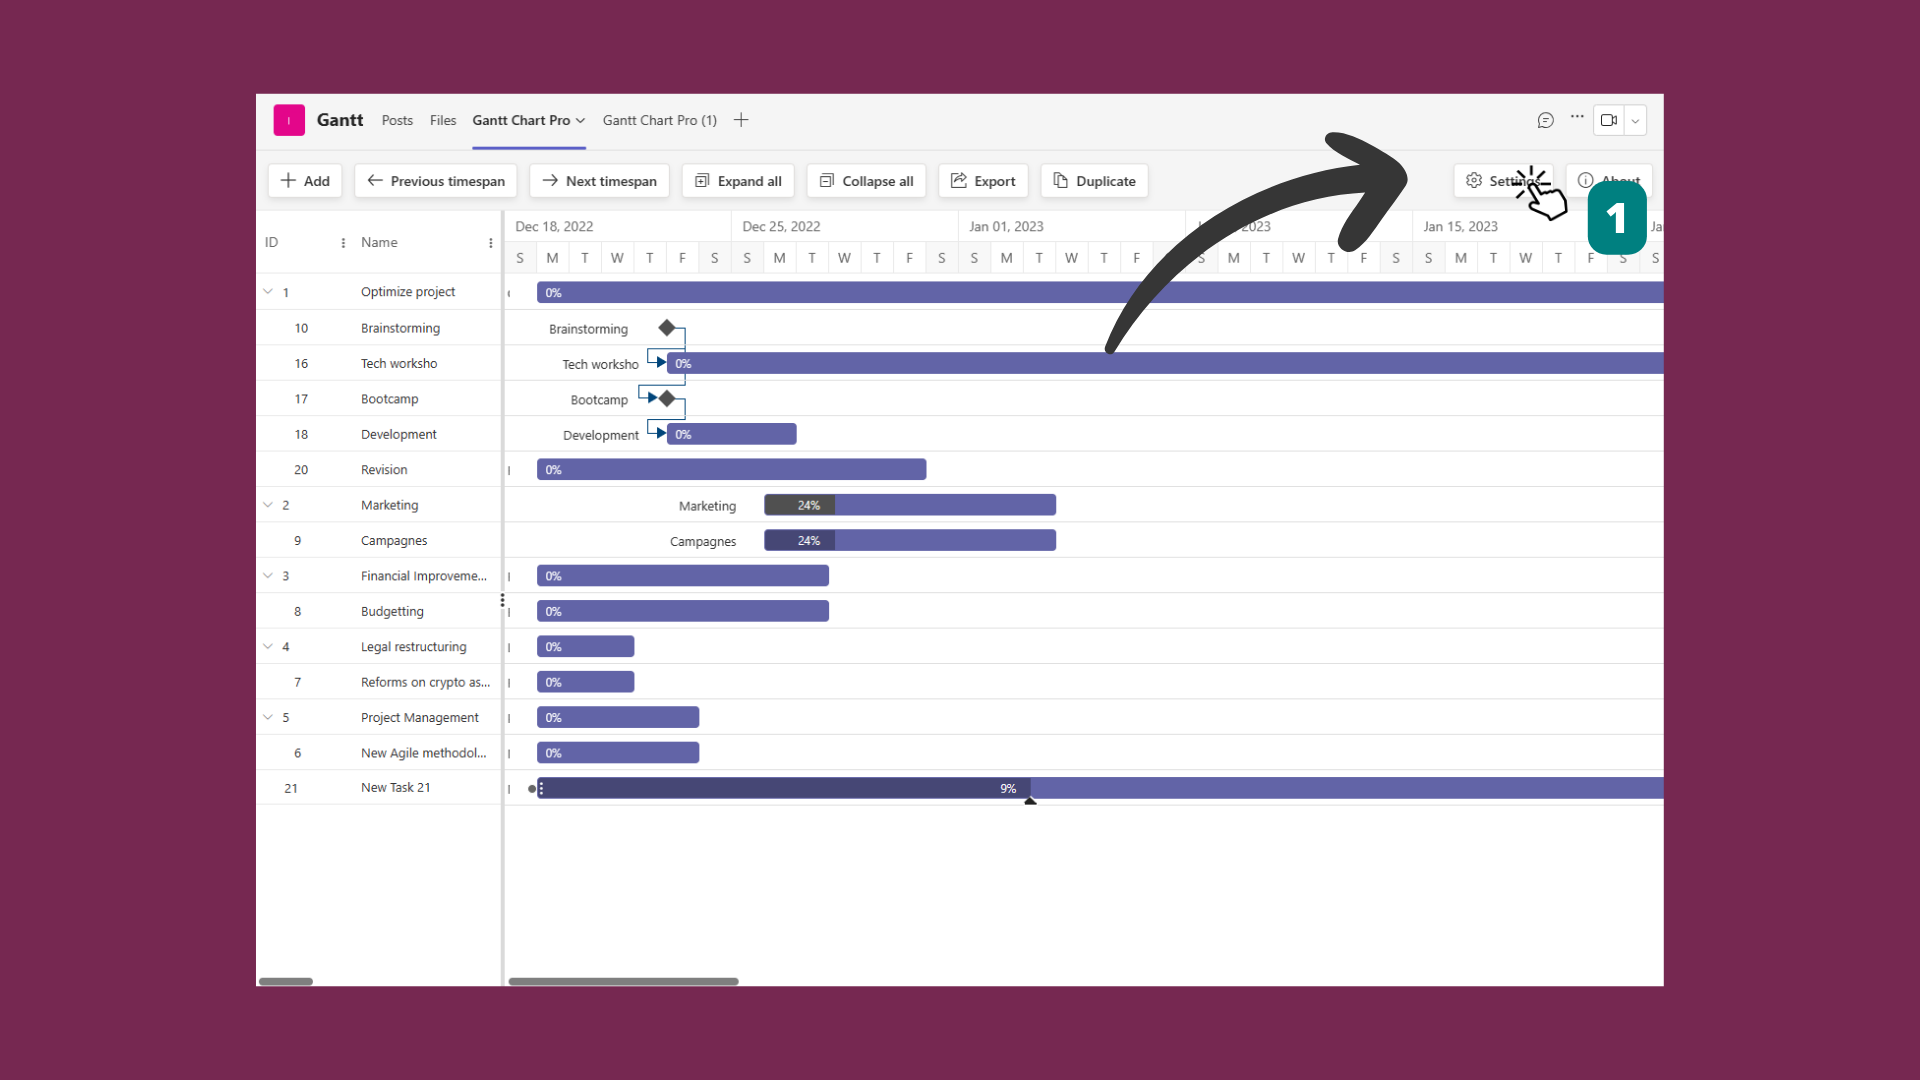 I
Gantt Posts Files Gantt Chart Pro Gantt Chart Pro (1)
Add Previous timespan Next timespan Expand all Collapse all Export Duplicate Settings About
1
ID Name
Dec 18, 2022 Dec 25, 2022 Jan 01, 2023 2023 Jan 15, 2023 Ja
S M T W T F S S M T W T F S S M T W T F S M T W T F S S M T W T F S S
1 Optimize project 0%
10 Brainstorming Brainstorming
16 Tech worksho Tech worksho 0%
17 Bootcamp Bootcamp
18 Development Development 0%
20 Revision 0%
2 Marketing Marketing 24%
9 Campagnes Campagnes 24%
3 Financial Improveme... 0%
8 Budgetting 0%
4 Legal restructuring 0%
7 Reforms on crypto as... 0%
5 Project Management 0%
6 New Agile methodol... 0%
21 New Task 21 9%